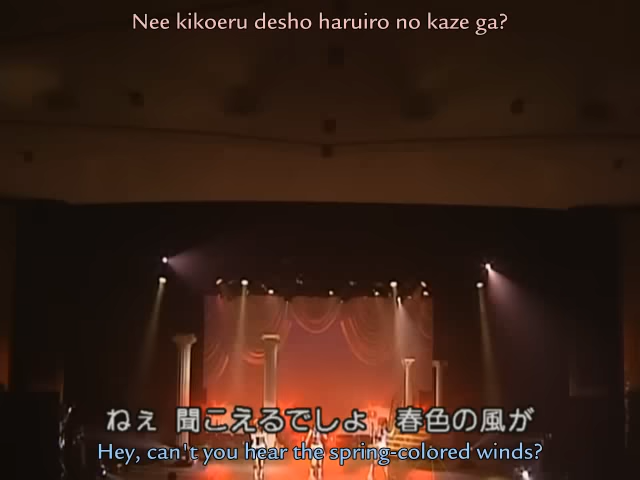 Nee kikoeru desho haruiro no kaze ga?
ねぇ 聞こえるでしょ 春色の風が
Hey, can't you hear the spring-colored winds?